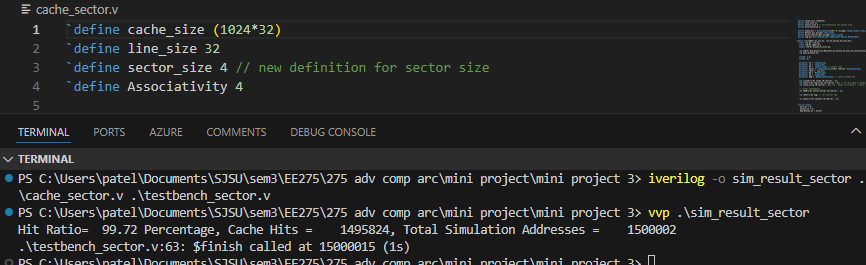 cache_sector.v
1 `define cache_size (1024*32)
2 `define line_size 32
3 `define sector_size 4 // new definition for sector size
4 `define Associativity 4
5
TERMINAL PORTS AZURE COMMENTS DEBUG CONSOLE
TERMINAL
PS C:\Users\patel\Documents\SJSU\sem3\EE275\275 adv comp arc\mini project\mini project 3> iverilog -o sim_result_sector .
\cache_sector.v .\testbench_sector.v
PS C:\Users\patel\Documents\SJSU\sem3\EE275\275 adv comp arc\mini project\mini project 3> vvp .\sim_result_sector
Hit Ratio=  99.72 Percentage, Cache Hits =    1495824, Total Simulation Addresses =    1500002
.\testbench_sector.v:63: $finish called at 15000015 (1s)
PS C:\Users\patel\Documents\SJSU\sem3\EE275\275 adv comp arc\mini project\mini project 3>